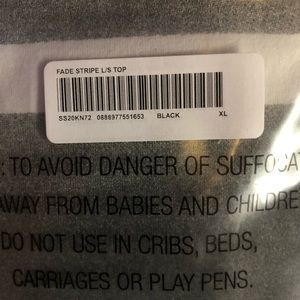 FADE STRIPE L/S TOP
SS20KN72 0888977551653 BLACK XL
: TO AVOID DANGER OF SUFFOCAT
AWAY FROM BABIES AND CHILDRE
DO NOT USE IN CRIBS, BEDS,
CARRIAGES OR PLAY PENS.